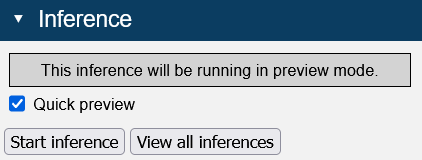 Inference
This inference will be running in preview mode.
Quick preview
Start inference View all inferences